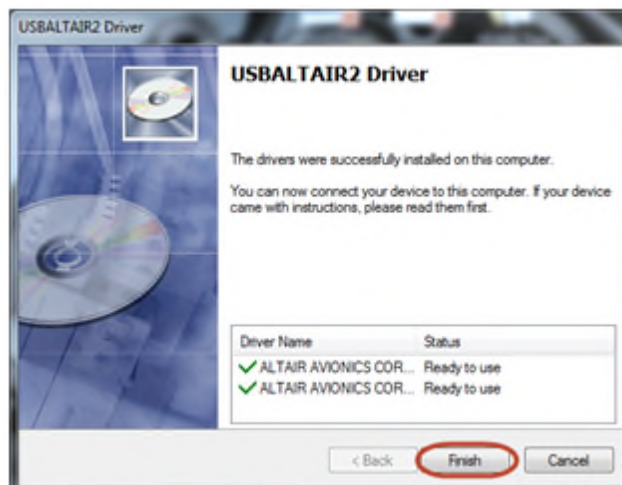 USBALTAIR2 Driver
USBALTAIR2 Driver
The drivers were successfully installed on this computer.
You can now connect your device to this computer. If your device
came with instructions, please read them first.
Driver Name Status
ALTAIR AVIONICS COR... Ready to use
ALTAIR AVIONICS COR... Ready to use
< Back Finish Cancel